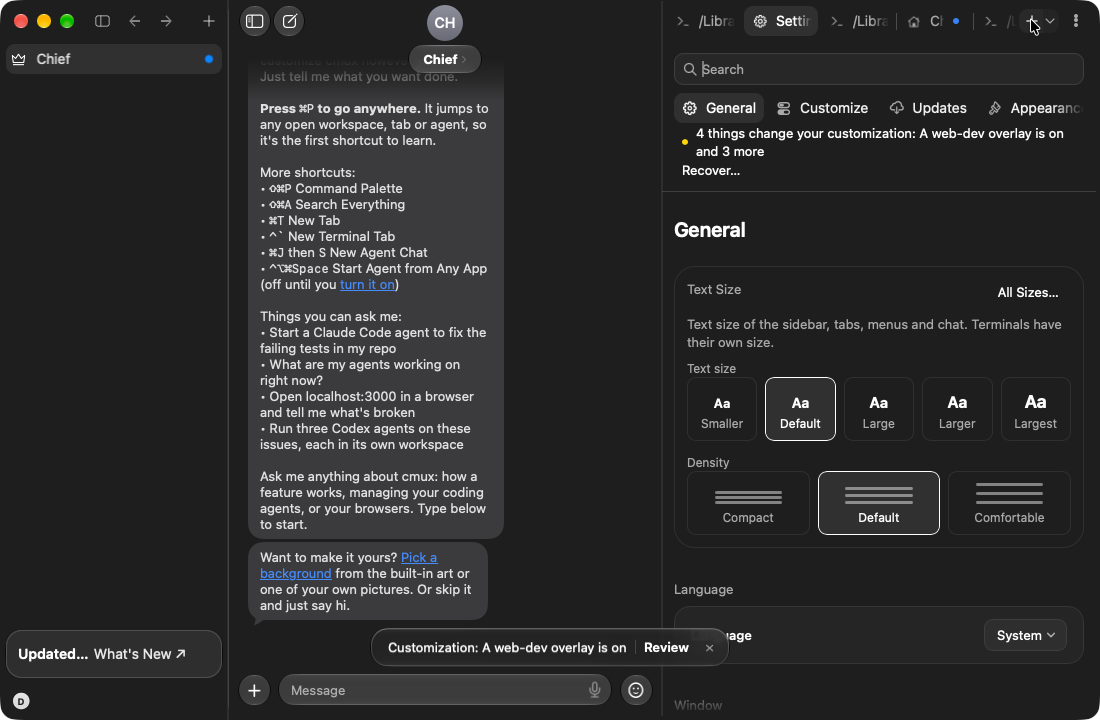 Chief
Updated... What's New ↗
D
CH
Chief
Just tell me what you want done.
Press ⌘P to go anywhere. It jumps to
any open workspace, tab or agent, so
it's the first shortcut to learn.
More shortcuts:
• ⇧⌘P Command Palette
• ⇧⌘A Search Everything
• ⌘T New Tab
• ^` New Terminal Tab
• ⌘J then S New Agent Chat
• ^⌥⌘Space Start Agent from Any App
(off until you turn it on)
Things you can ask me:
• Start a Claude Code agent to fix the
failing tests in my repo
• What are my agents working on
right now?
• Open localhost:3000 in a browser
and tell me what's broken
• Run three Codex agents on these
issues, each in its own workspace
Ask me anything about cmux: how a
feature works, managing your coding
agents, or your browsers. Type below
to start.
Want to make it yours? Pick a
background from the built-in art or
one of your own pictures. Or skip it
and just say hi.
Customization: A web-dev overlay is on Review ×
Message
/Libra Settin /Libra Ch
Search
General Customize Updates Appearanc
4 things change your customization: A web-dev overlay is on
and 3 more
Recover...
General
Text Size All Sizes...
Text size of the sidebar, tabs, menus and chat. Terminals have
their own size.
Text size
Aa Aa Aa Aa Aa
Smaller Default Large Larger Largest
Density
Compact Default Comfortable
Language
System
Window